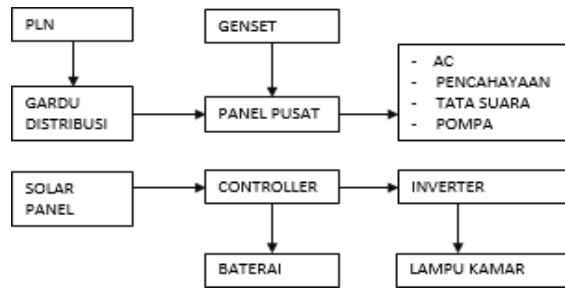 PLN
GENSET
GARDU
DISTRIBUSI
PANEL PUSAT
- AC
- PENCAHAYAAN
- TATA SUARA
- POMPA
SOLAR
PANEL
CONTROLLER
INVERTER
BATERAI
LAMPU KAMAR